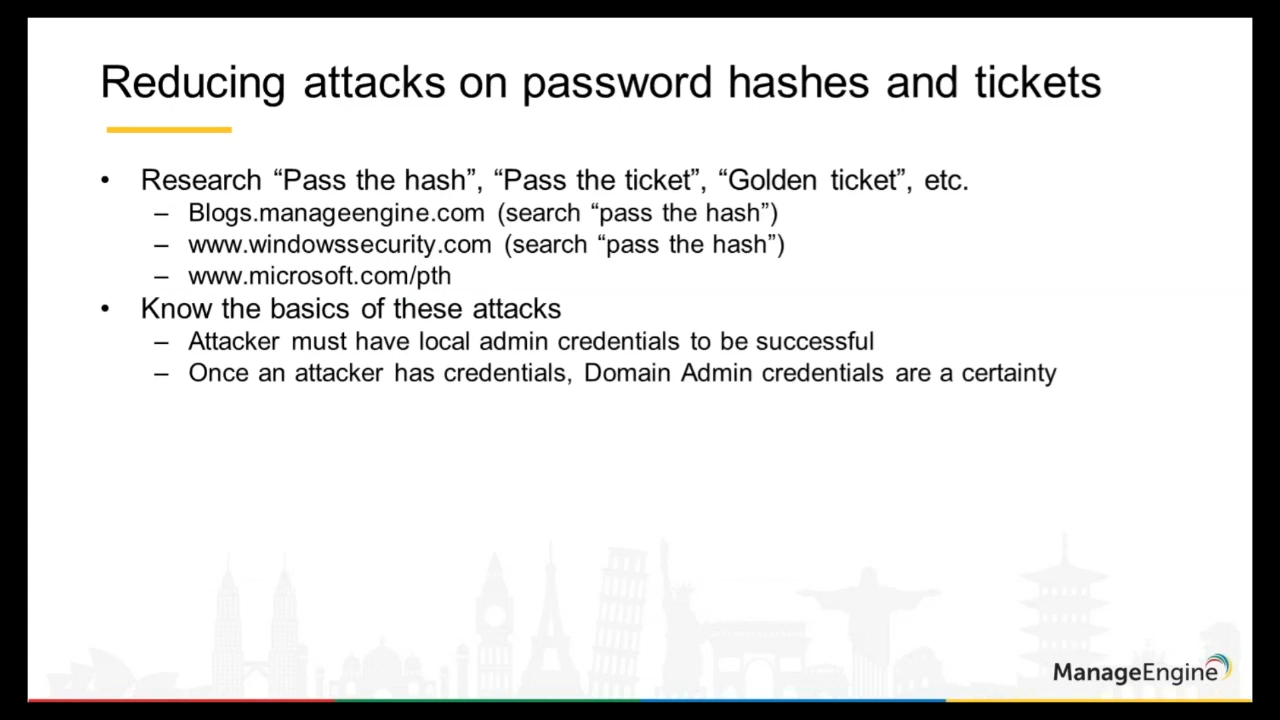 Reducing attacks on password hashes and tickets
• Research “Pass the hash”, “Pass the ticket”, “Golden ticket”, etc.
– Blogs.manageengine.com (search “pass the hash”)
– www.windowssecurity.com (search “pass the hash”)
– www.microsoft.com/pth
• Know the basics of these attacks
– Attacker must have local admin credentials to be successful
– Once an attacker has credentials, Domain Admin credentials are a certainty
ManageEngine